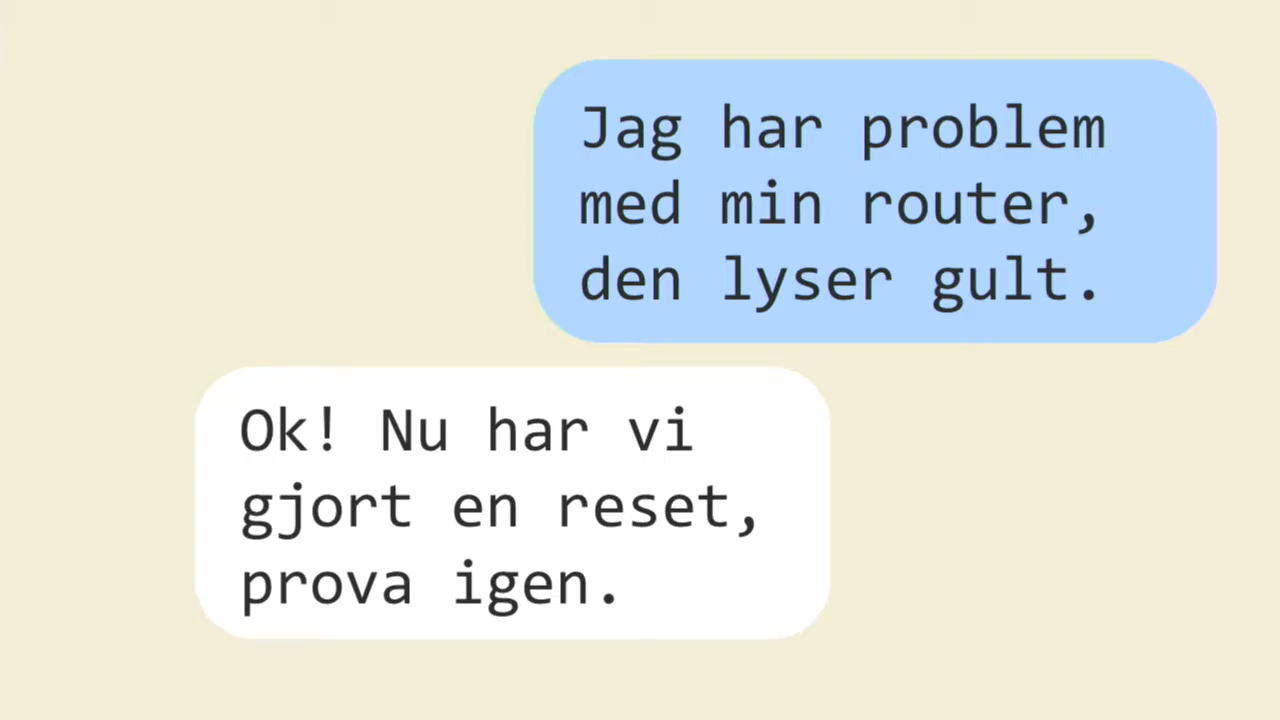 Jag har problem
med min router,
den lyser gult.
Ok! Nu har vi
gjort en reset,
prova igen.